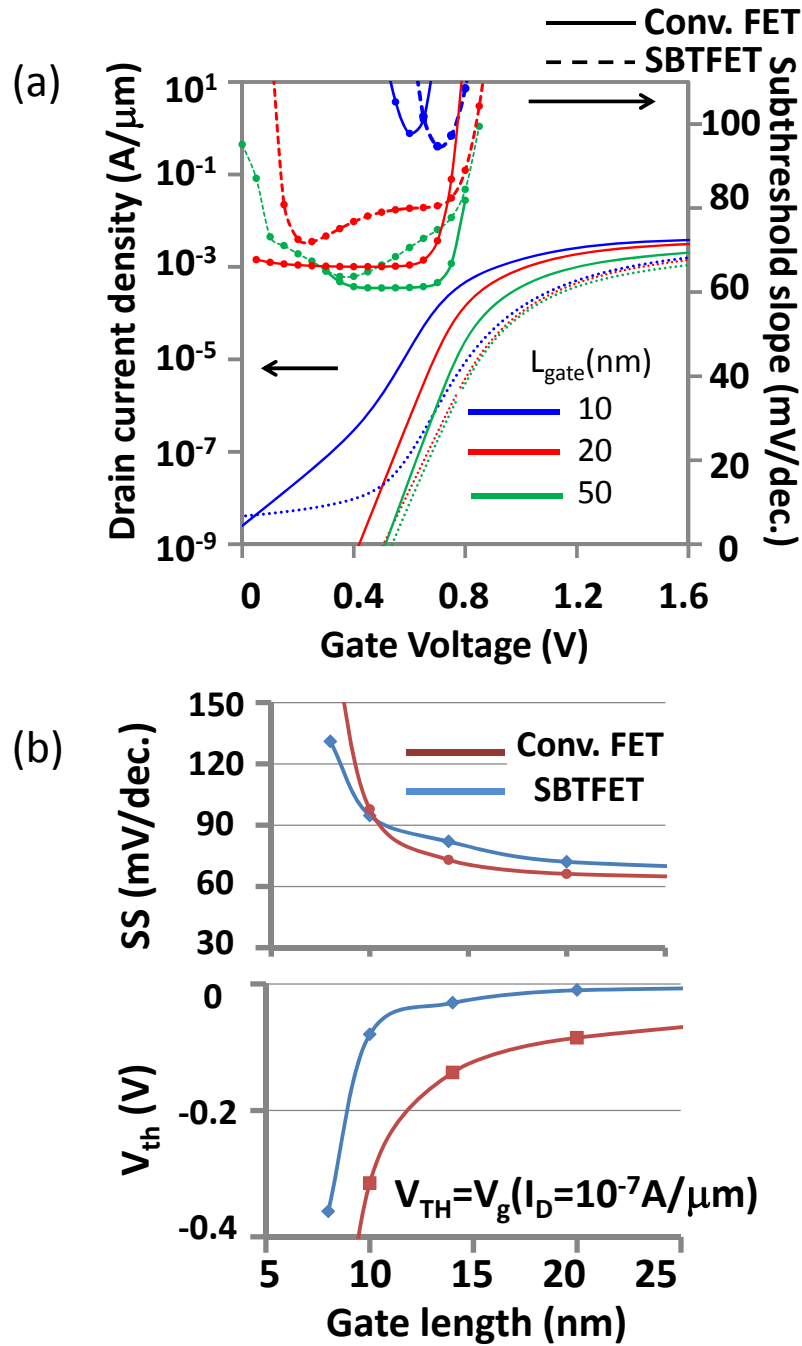 Conv. FET
SBTFET
(a)
Drain current density (A/μm)
10¹
10⁻¹
10⁻³
10⁻⁵
10⁻⁷
10⁻⁹
Subthreshold slope (mV/dec.)
100
80
60
40
20
0
L_gate(nm)
10
20
50
0
0.4
0.8
1.2
1.6
Gate Voltage (V)
(b)
SS (mV/dec.)
150
120
90
60
30
Conv. FET
SBTFET
V_th (V)
0
-0.2
-0.4
V_TH=V_g(I_D=10⁻⁷A/μm)
5
10
15
20
25
Gate length (nm)